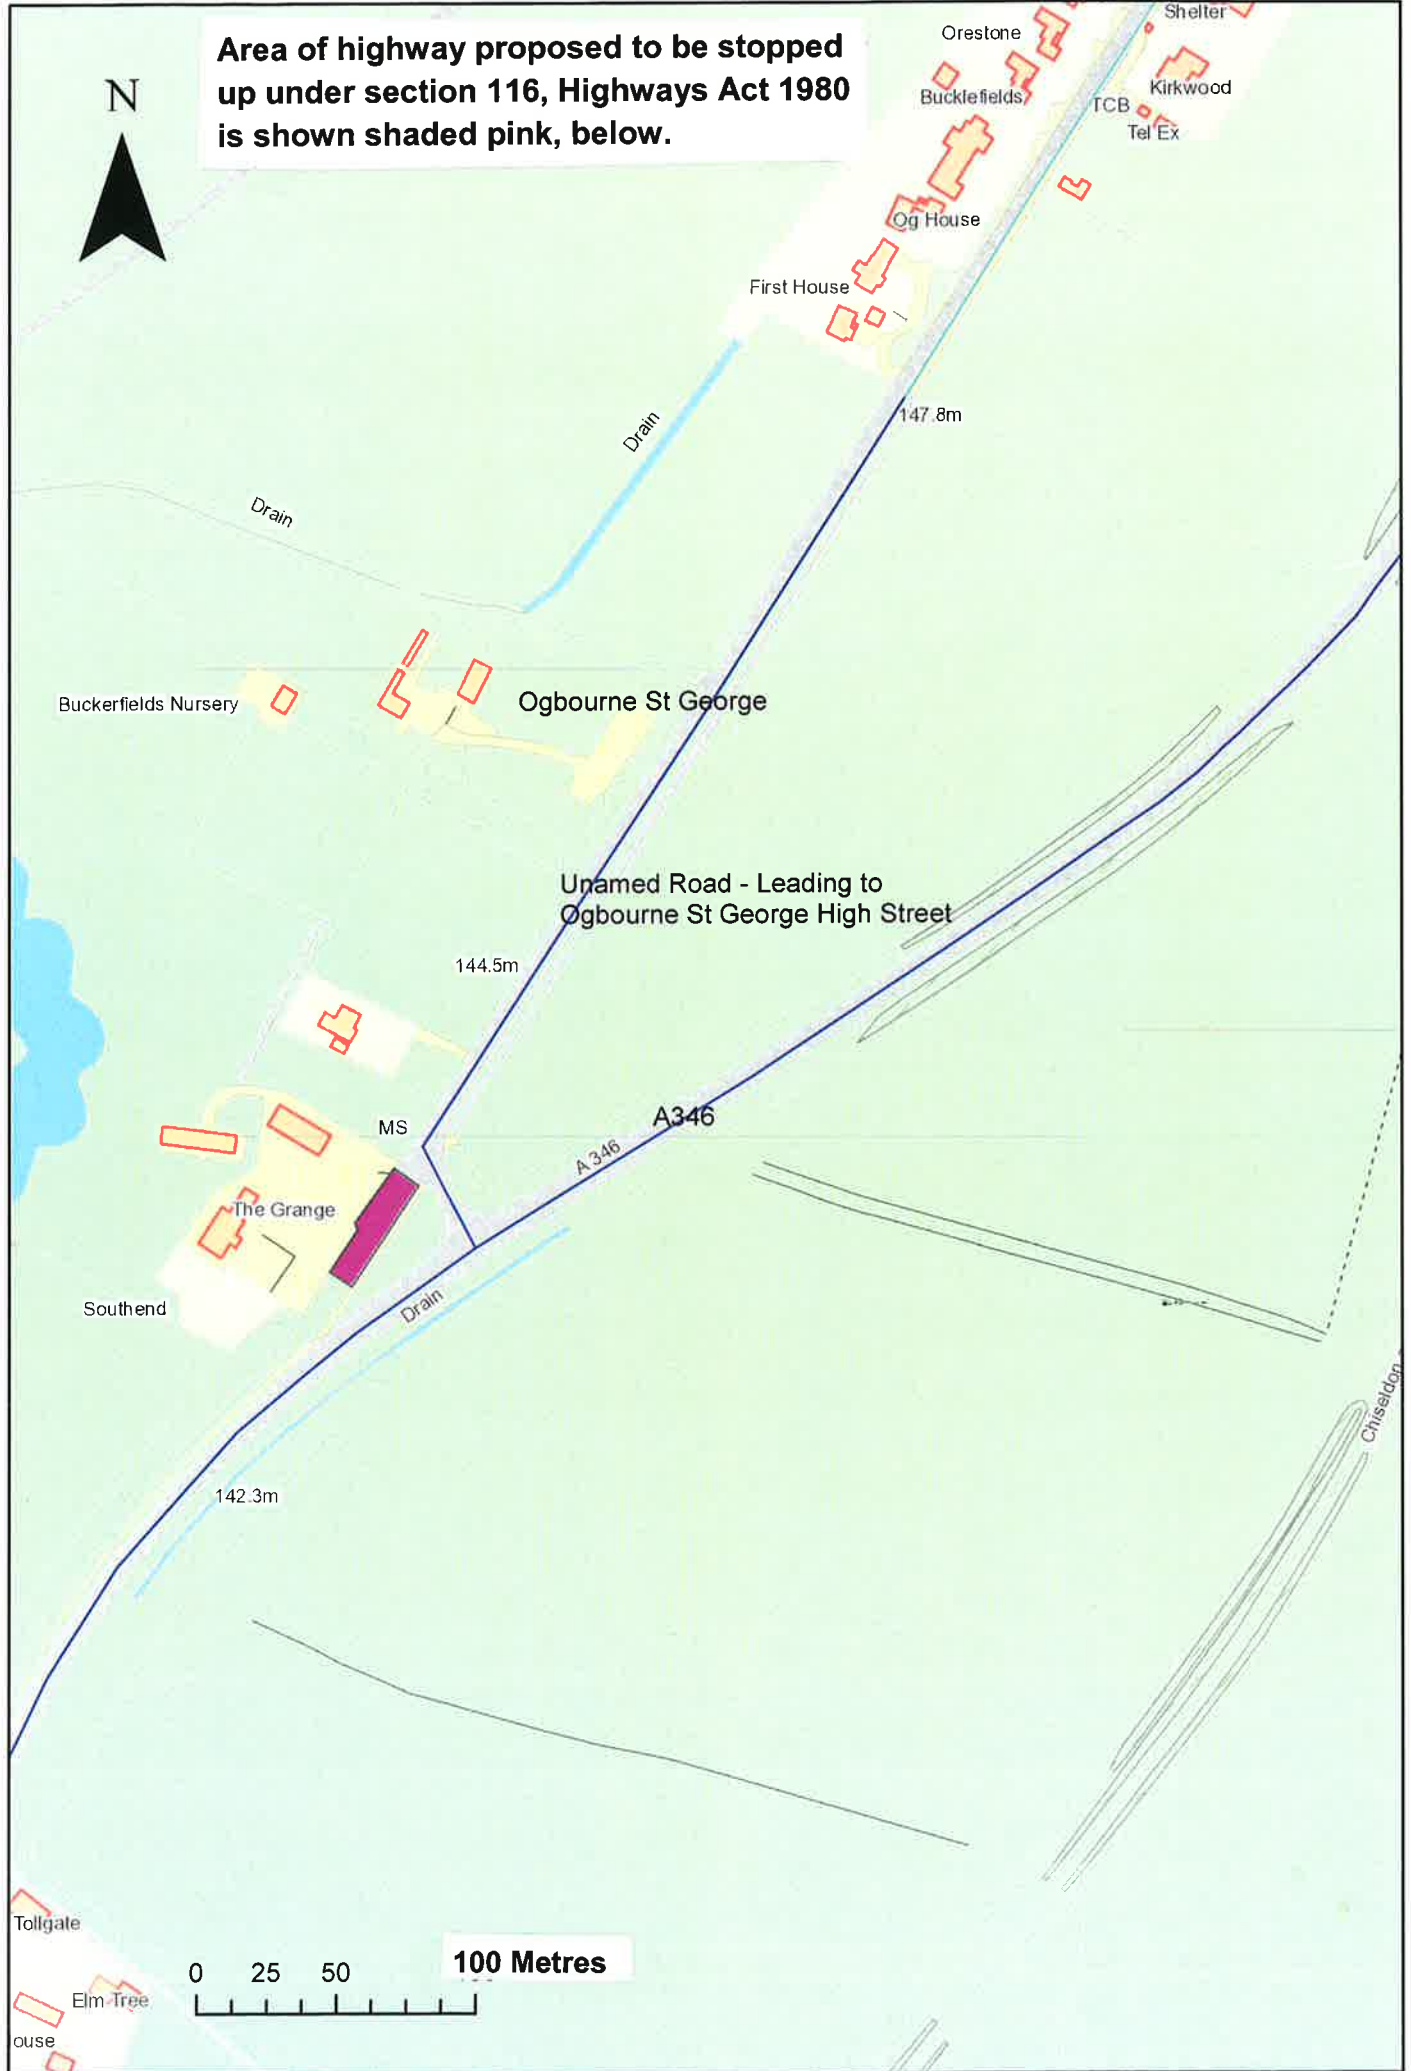 Area of highway proposed to be stopped
up under section 116, Highways Act 1980
is shown shaded pink, below.
N
Shelter
Orestone
Kirkwood
Bucklefields
TCB
Tel Ex
Og House
First House
147.8m
Drain
Drain
Buckerfields Nursery
Ogbourne St George
Unamed Road - Leading to
Ogbourne St George High Street
144.5m
MS
A346
A 346
The Grange
Southend
Drain
Chiseldon
142.3m
Tollgate
Elm Tree
ouse
0 25 50 100 Metres